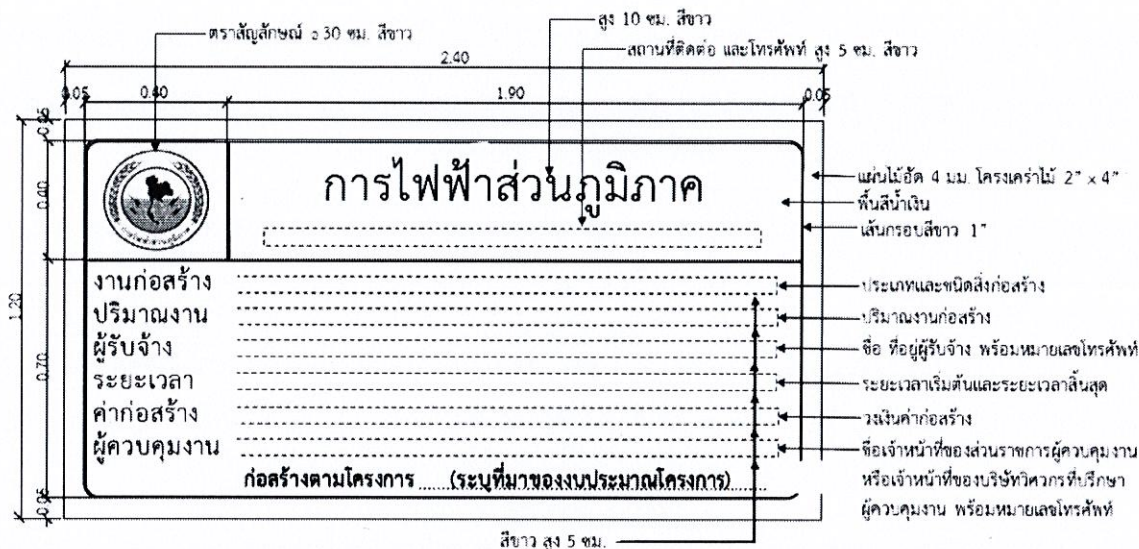 สูง 10 ซม. สีขาว
ตราสัญลักษณ์ ๐ 30 ซม. สีขาว
สถานที่ติดต่อ และโทรศัพท์ สูง 5 ซม. สีขาว
2.40
0.05 0.40 1.90 0.05
0.05
แผ่นไม้อัด 4 มม. โครงเคร่าไม้ 2" x 4"
การไฟฟ้าส่วนภูมิภาค
พื้นสีน้ำเงิน
0.40
เส้นกรอบสีขาว 1"
งานก่อสร้าง
ประเภทและชนิดสิ่งก่อสร้าง
1.20
ปริมาณงาน
ปริมาณงานก่อสร้าง
ผู้รับจ้าง
ชื่อ ที่อยู่ผู้รับจ้าง พร้อมหมายเลขโทรศัพท์
0.70
ระยะเวลา
ระยะเวลาเริ่มต้นและระยะเวลาสิ้นสุด
ค่าก่อสร้าง
วงเงินค่าก่อสร้าง
ผู้ควบคุมงาน
ชื่อเจ้าหน้าที่ของส่วนราชการผู้ควบคุมงาน
ก่อสร้างตามโครงการ ......(ระบุที่มาของงบประมาณโครงการ)......
หรือเจ้าหน้าที่ของบริษัทวิศวกรที่ปรึกษา
0.05
ผู้ควบคุมงาน พร้อมหมายเลขโทรศัพท์
สีขาว สูง 5 ซม.